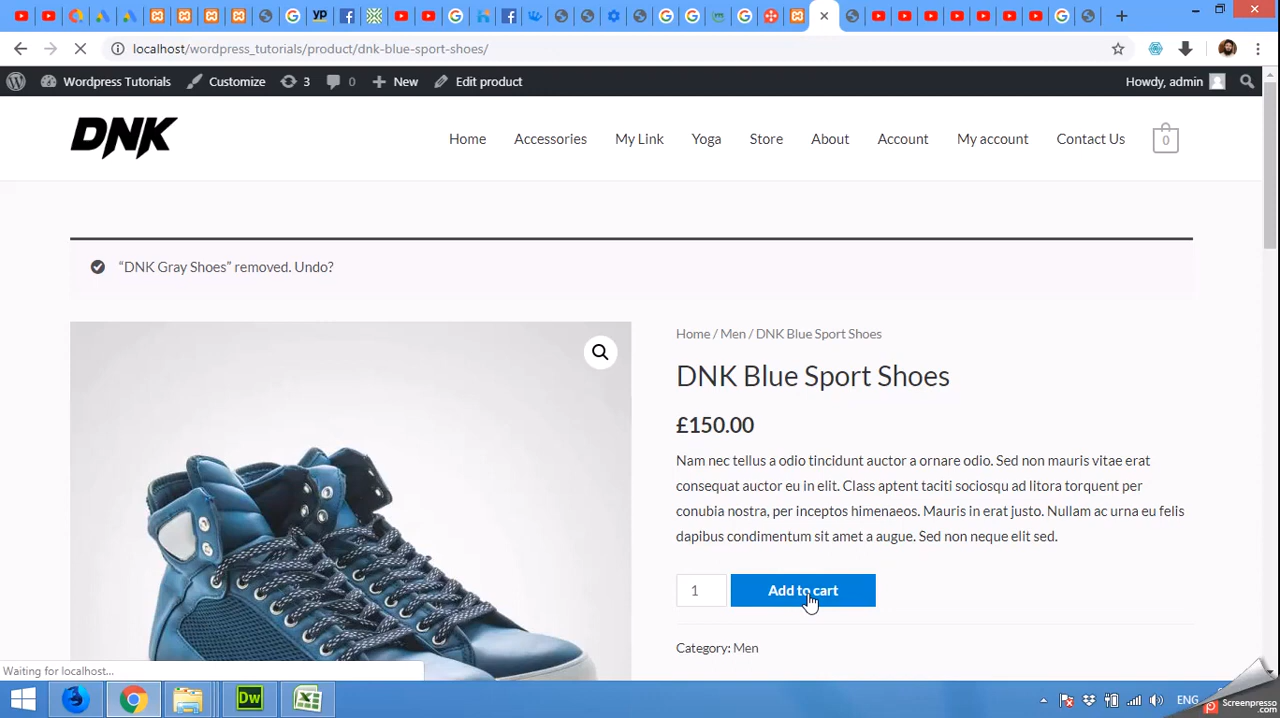 localhost/wordpress_tutorials/product/dnk-blue-sport-shoes/
Wordpress Tutorials Customize 3 0 New Edit product Howdy, admin
DNK Home Accessories My Link Yoga Store About Account My account Contact Us 0
“DNK Gray Shoes” removed. Undo?
Home / Men / DNK Blue Sport Shoes
DNK Blue Sport Shoes
£150.00
Nam nec tellus a odio tincidunt auctor a ornare odio. Sed non mauris vitae erat
consequat auctor eu in elit. Class aptent taciti sociosqu ad litora torquent per
conubia nostra, per inceptos himenaeos. Mauris in erat justo. Nullam ac urna eu felis
dapibus condimentum sit amet a augue. Sed non neque elit sed.
1 Add to cart
Category: Men
Waiting for localhost...
Dw ENG
Screenpresso
.com